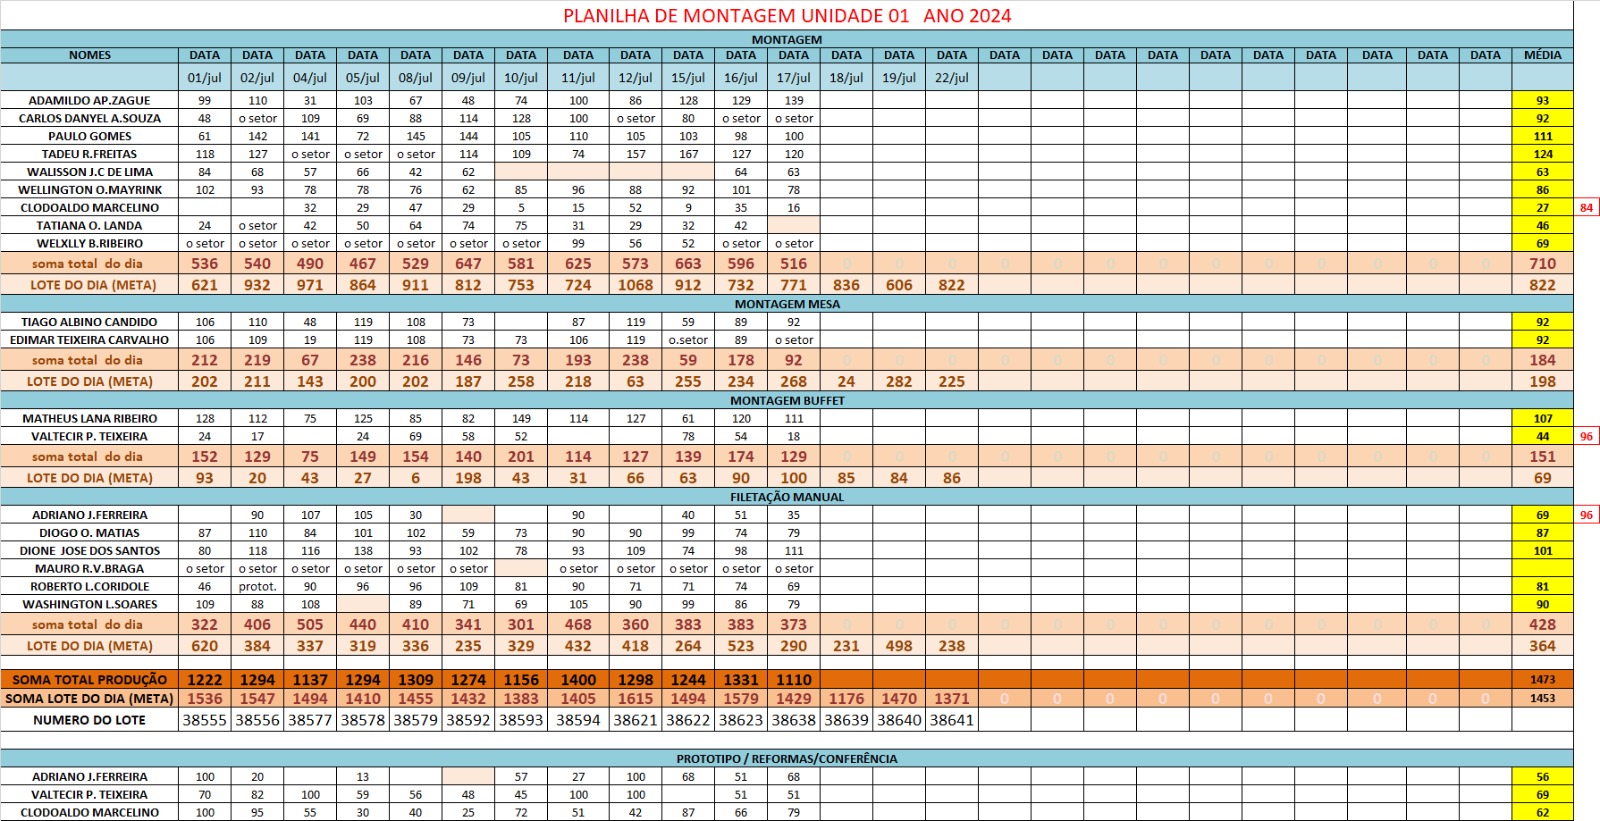 PLANILHA DE MONTAGEM UNIDADE 01 ANO 2024
MONTAGEM
NOMES DATA DATA DATA DATA DATA DATA DATA DATA DATA DATA DATA DATA DATA DATA DATA DATA DATA DATA DATA DATA DATA DATA DATA DATA DATA MÉDIA
01/jul 02/jul 04/jul 05/jul 08/jul 09/jul 10/jul 11/jul 12/jul 15/jul 16/jul 17/jul 18/jul 19/jul 22/jul
ADAMILDO AP.ZAGUE 99 110 31 103 67 48 74 100 86 128 129 139 93
CARLOS DANYEL A.SOUZA 48 o setor 109 69 88 114 128 100 o setor 80 o setor o setor 92
PAULO GOMES 61 142 141 72 145 144 105 110 105 103 98 100 111
TADEU R.FREITAS 118 127 o setor o setor o setor 114 109 74 157 167 127 120 124
WALISSON J.C DE LIMA 84 68 57 66 42 62 64 63 63
WELLINGTON O.MAYRINK 102 93 78 78 76 62 85 96 88 92 101 78 86
CLODOALDO MARCELINO 32 29 47 29 5 15 52 9 35 16 27 84
TATIANA O. LANDA 24 o setor 42 50 64 74 75 31 29 32 42 46
WELXLLY B.RIBEIRO o setor o setor o setor o setor o setor o setor o setor 99 56 52 o setor o setor 69
soma total do dia 536 540 490 467 529 647 581 625 573 663 596 516 0 0 0 0 0 0 0 0 0 0 0 0 0 710
LOTE DO DIA (META) 621 932 971 864 911 812 753 724 1068 912 732 771 836 606 822 822
MONTAGEM MESA
TIAGO ALBINO CANDIDO 106 110 48 119 108 73 87 119 59 89 92 92
EDIMAR TEIXEIRA CARVALHO 106 109 19 119 108 73 73 106 119 o.setor 89 o setor 92
soma total do dia 212 219 67 238 216 146 73 193 238 59 178 92 0 0 0 0 0 0 0 0 0 0 0 0 0 184
LOTE DO DIA (META) 202 211 143 200 202 187 258 218 63 255 234 268 24 282 225 198
MONTAGEM BUFFET
MATHEUS LANA RIBEIRO 128 112 75 125 85 82 149 114 127 61 120 111 107
VALTECIR P. TEIXEIRA 24 17 24 69 58 52 78 54 18 44 96
soma total do dia 152 129 75 149 154 140 201 114 127 139 174 129 0 0 0 0 0 0 0 0 0 0 0 0 0 151
LOTE DO DIA (META) 93 20 43 27 6 198 43 31 66 63 90 100 85 84 86 69
FILETAÇÃO MANUAL
ADRIANO J.FERREIRA 90 107 105 30 90 40 51 35 69 96
DIOGO O. MATIAS 87 110 84 101 102 59 73 90 90 99 74 79 87
DIONE JOSE DOS SANTOS 80 118 116 138 93 102 78 93 109 74 98 111 101
MAURO R.V.BRAGA o setor o setor o setor o setor o setor o setor o setor o setor o setor o setor o setor
ROBERTO L.CORIDOLE 46 protot. 90 96 96 109 81 90 71 71 74 69 81
WASHINGTON L.SOARES 109 88 108 89 71 69 105 90 99 86 79 90
soma total do dia 322 406 505 440 410 341 301 468 360 383 383 373 0 0 0 0 0 0 0 0 0 0 0 0 0 428
LOTE DO DIA (META) 620 384 337 319 336 235 329 432 418 264 523 290 231 498 238 364
SOMA TOTAL PRODUÇÃO 1222 1294 1137 1294 1309 1274 1156 1400 1298 1244 1331 1110 1473
SOMA LOTE DO DIA (META) 1536 1547 1494 1410 1455 1432 1383 1405 1615 1494 1579 1429 1176 1470 1371 0 0 0 0 0 0 0 0 0 0 1453
NUMERO DO LOTE 38555 38556 38577 38578 38579 38592 38593 38594 38621 38622 38623 38638 38639 38640 38641
PROTOTIPO / REFORMAS/CONFERÊNCIA
ADRIANO J.FERREIRA 100 20 13 57 27 100 68 51 68 56
VALTECIR P. TEIXEIRA 70 82 100 59 56 48 45 100 100 51 51 69
CLODOALDO MARCELINO 100 95 55 30 40 25 72 51 42 87 66 79 62